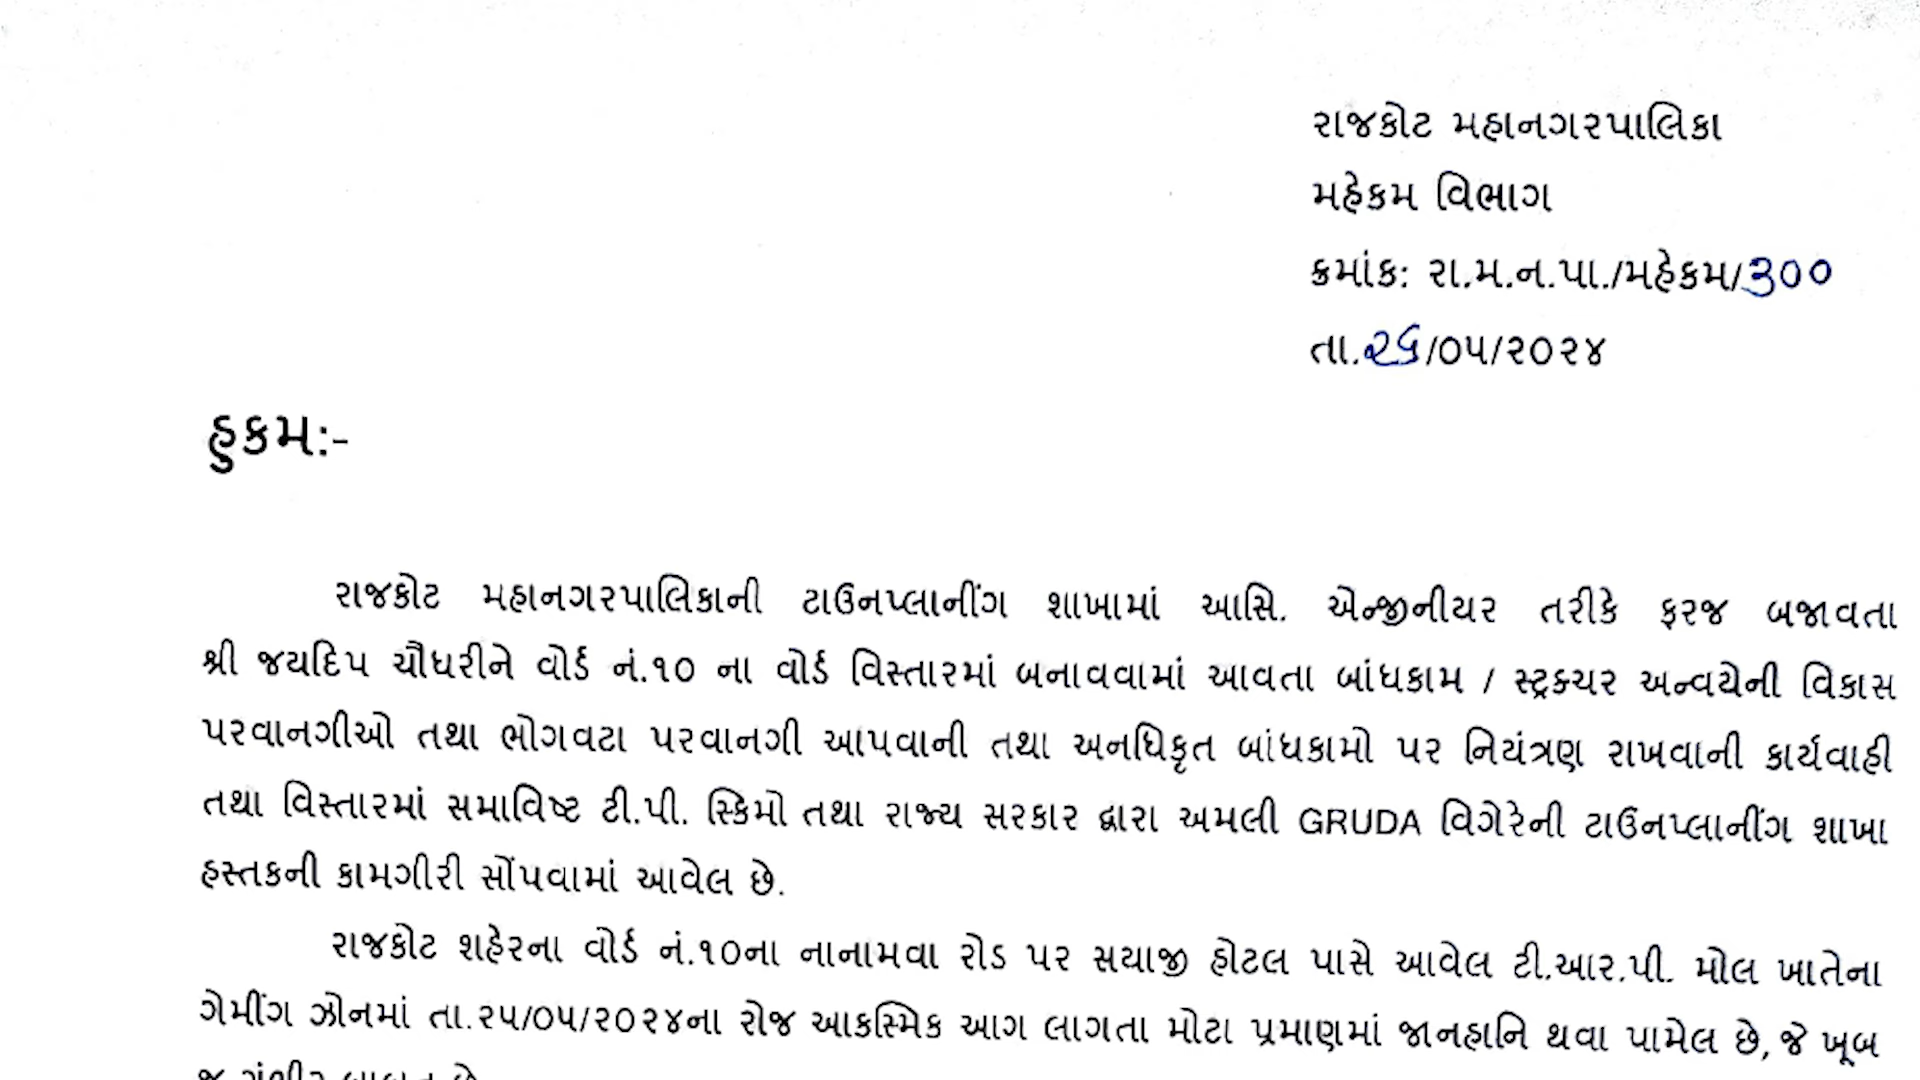 રાજકોટ મહાનગરપાલિકા
મહેકમ વિભાગ
ક્રમાંક: રા.મ.ન.પા./મહેકમ/૩૦૦
તા.૨૬/૦૫/૨૦૨૪
હુકમ:-
રાજકોટ મહાનગરપાલિકાની ટાઉનપ્લાનીંગ શાખામાં આસિ. એન્જીનીયર તરીકે ફરજ બજાવતા
શ્રી જયદિપ ચૌધરીને વોર્ડ નં.૧૦ ના વોર્ડ વિસ્તારમાં બનાવવામાં આવતા બાંધકામ / સ્ટ્રક્ચર અન્વયેની વિકાસ
પરવાનગીઓ તથા ભોગવટા પરવાનગી આપવાની તથા અનધિકૃત બાંધકામો પર નિયંત્રણ રાખવાની કાર્યવાહી
તથા વિસ્તારમાં સમાવિષ્ટ ટી.પી. સ્કિમો તથા રાજ્ય સરકાર દ્વારા અમલી GRUDA વિગેરેની ટાઉનપ્લાનીંગ શાખા
હસ્તકની કામગીરી સોંપવામાં આવેલ છે.
રાજકોટ શહેરના વોર્ડ નં.૧૦ના નાનામવા રોડ પર સયાજી હોટલ પાસે આવેલ ટી.આર.પી. મોલ ખાતેના
ગેમીંગ ઝોનમાં તા.૨૫/૦૫/૨૦૨૪ના રોજ આકસ્મિક આગ લાગતા મોટા પ્રમાણમાં જાનહાનિ થવા પામેલ છે, જે ખૂબ